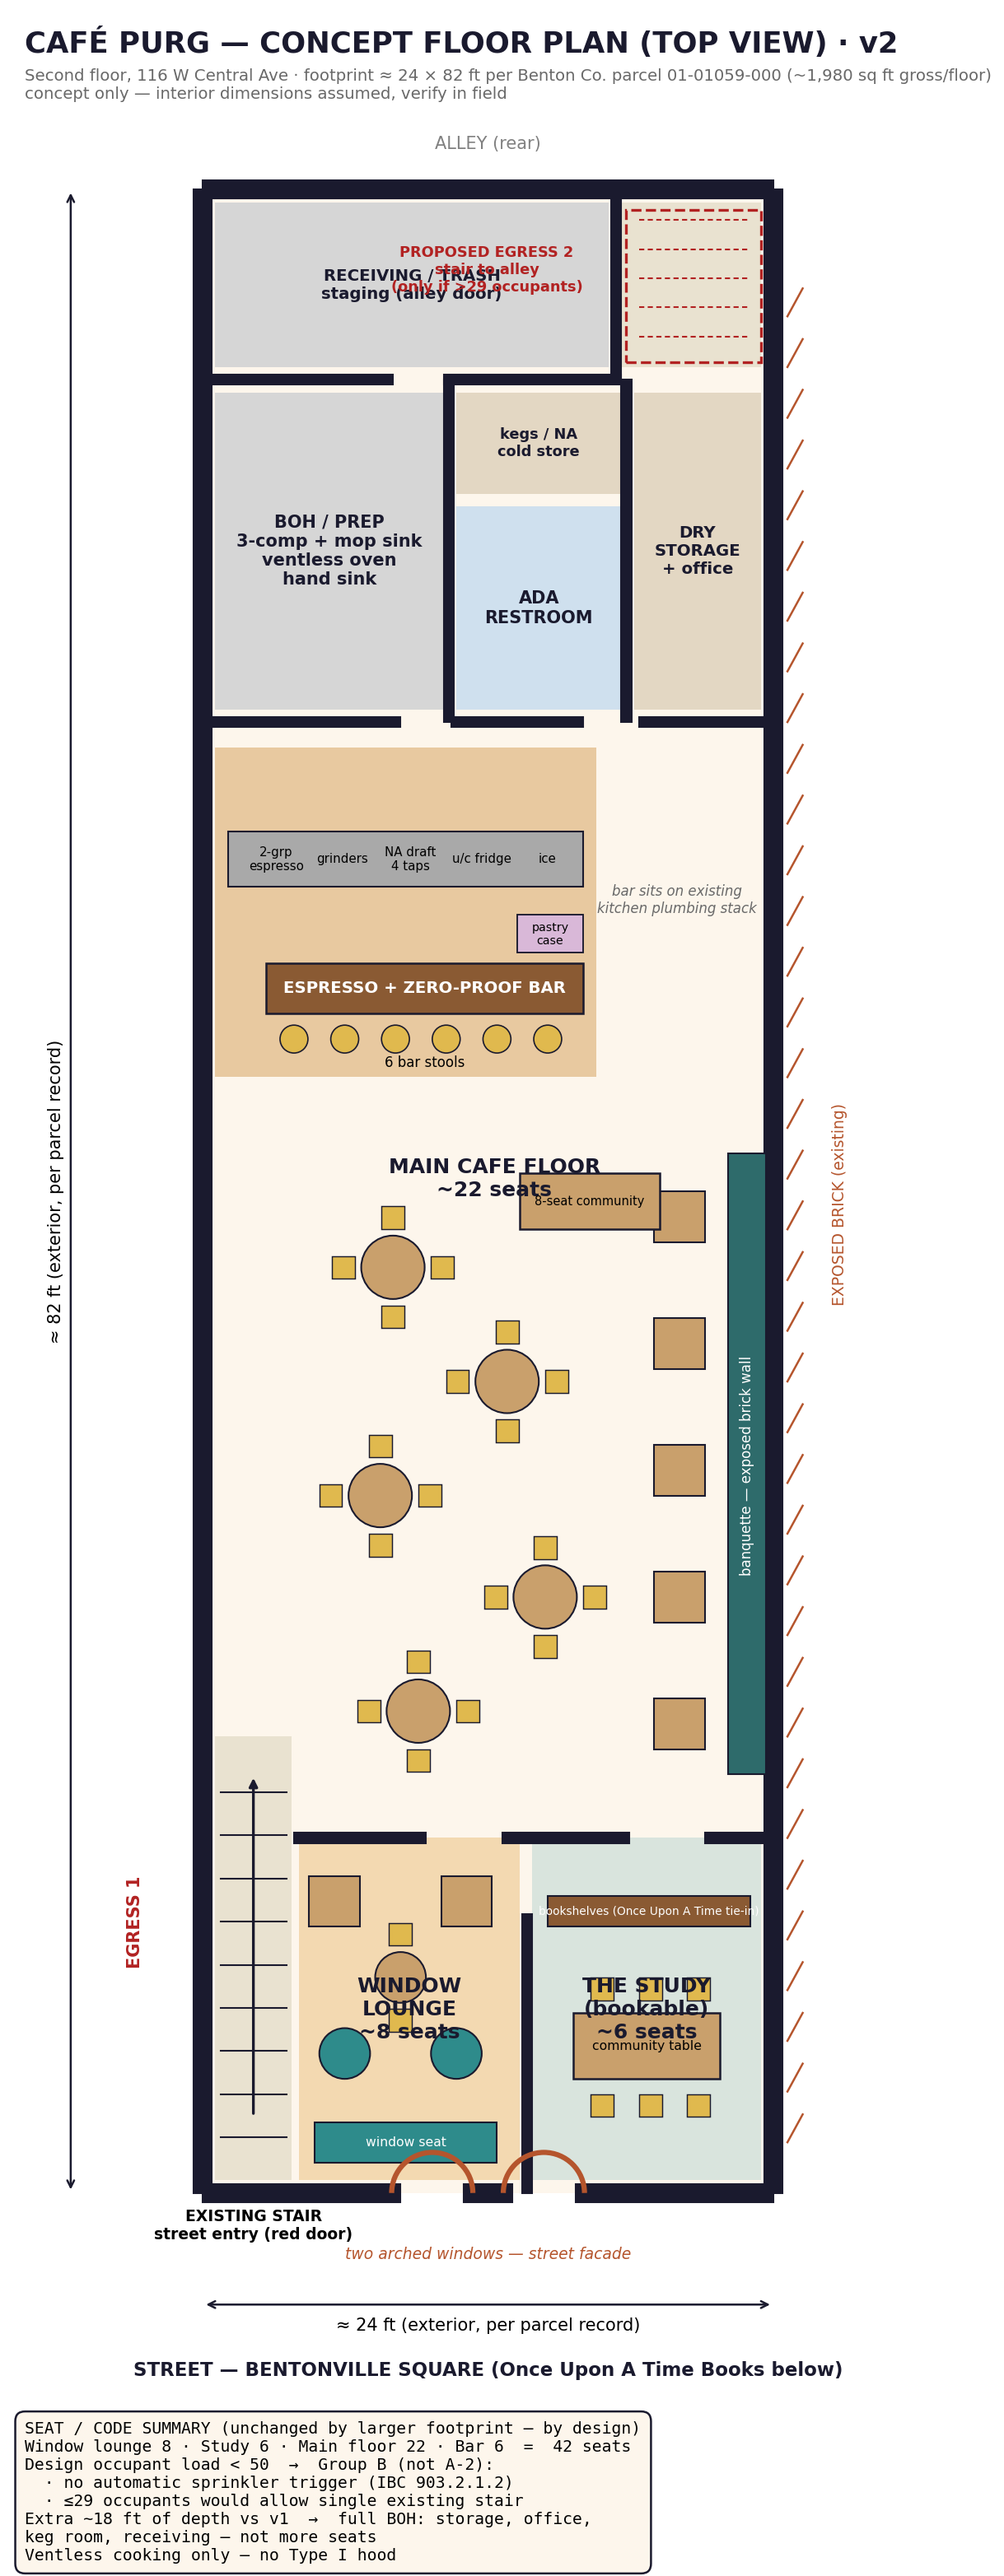 CAFÉ PURG — CONCEPT FLOOR PLAN (TOP VIEW) · v2
Second floor, 116 W Central Ave · footprint ≈ 24 × 82 ft per Benton Co. parcel 01-01059-000 (~1,980 sq ft gross/floor)
concept only — interior dimensions assumed, verify in field
ALLEY (rear)
PROPOSED EGRESS 2
stair to alley
(only if >29 occupants)
RECEIVING / TRASH
staging (alley door)
kegs / NA
cold store
BOH / PREP
3-comp + mop sink
ventless oven
hand sink
DRY
STORAGE
+ office
ADA
RESTROOM
2-grp
espresso
grinders
NA draft
4 taps
u/c fridge
ice
bar sits on existing
kitchen plumbing stack
pastry
case
ESPRESSO + ZERO-PROOF BAR
6 bar stools
≈ 82 ft (exterior, per parcel record)
EXPOSED BRICK (existing)
MAIN CAFE FLOOR
~22 seats
8-seat community
banquette — exposed brick wall
EGRESS 1
bookshelves (Once Upon A Time tie-in)
WINDOW
LOUNGE
~8 seats
THE STUDY
(bookable)
~6 seats
community table
window seat
EXISTING STAIR
street entry (red door)
two arched windows — street facade
≈ 24 ft (exterior, per parcel record)
STREET — BENTONVILLE SQUARE (Once Upon A Time Books below)
SEAT / CODE SUMMARY (unchanged by larger footprint — by design)
Window lounge 8 · Study 6 · Main floor 22 · Bar 6  =  42 seats
Design occupant load < 50  →  Group B (not A-2):
· no automatic sprinkler trigger (IBC 903.2.1.2)
· ≤29 occupants would allow single existing stair
Extra ~18 ft of depth vs v1  →  full BOH: storage, office,
keg room, receiving — not more seats
Ventless cooking only — no Type I hood